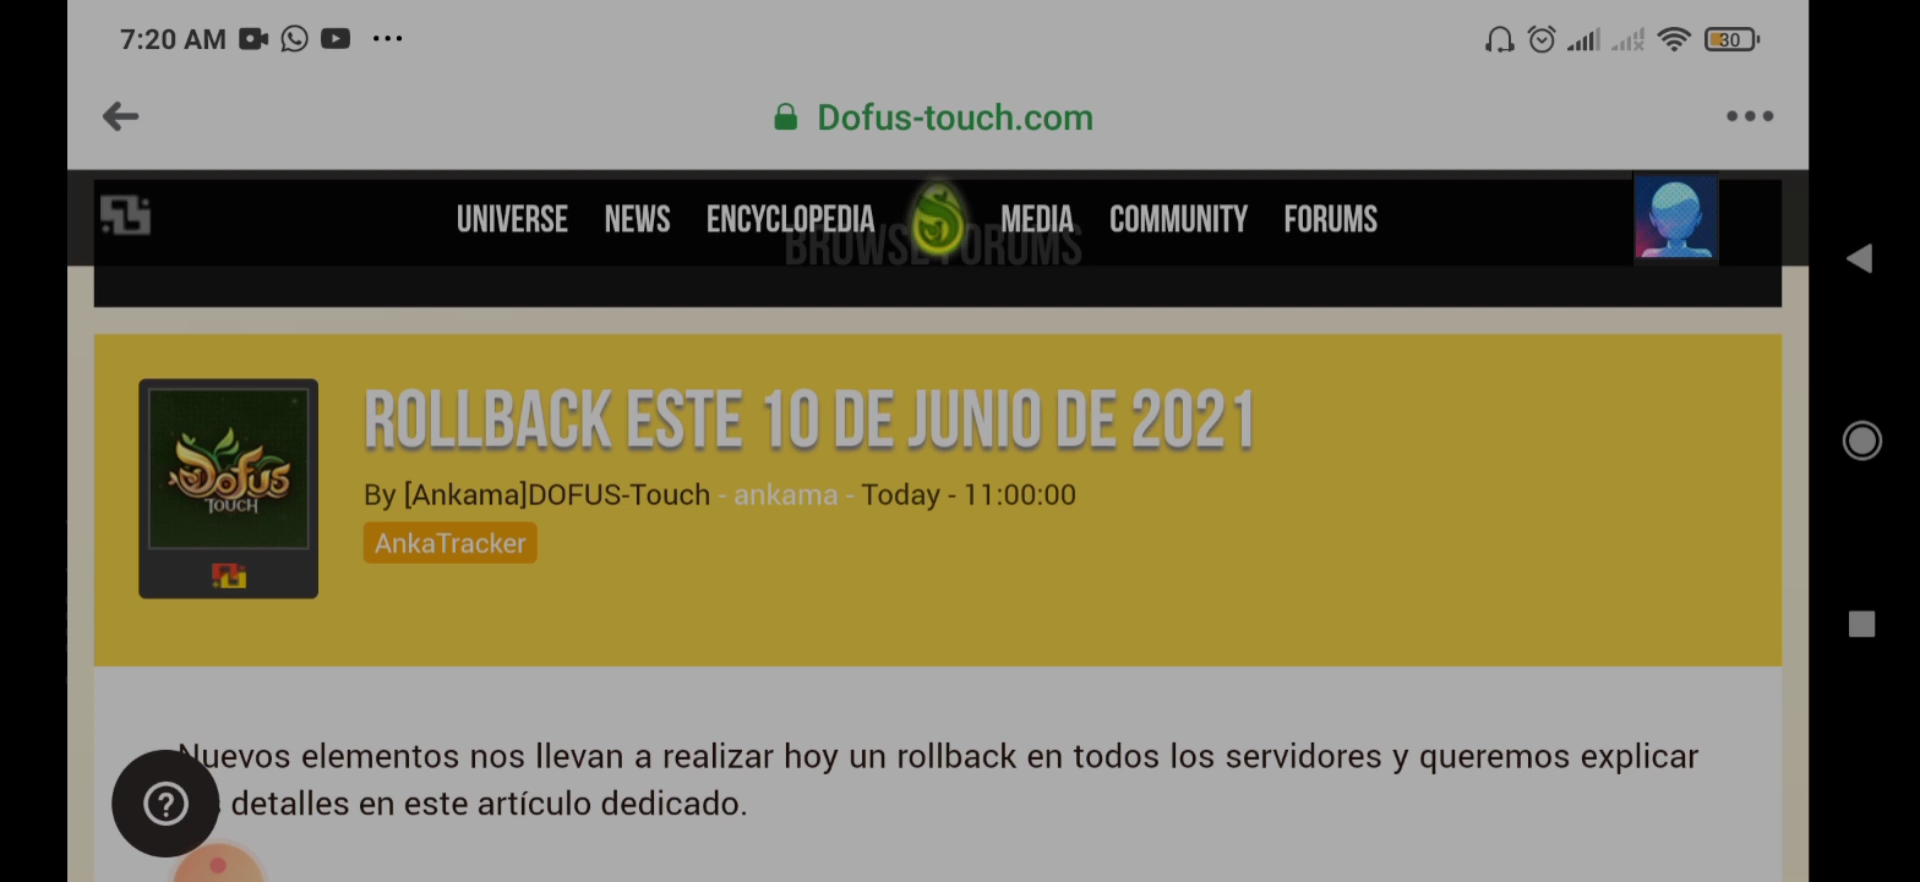 7:20 AM
30
Dofus-touch.com
UNIVERSE NEWS ENCYCLOPEDIA MEDIA COMMUNITY FORUMS
BROWSE FORUMS
Dofus
TOUCH
ROLLBACK ESTE 10 DE JUNIO DE 2021
By [Ankama]DOFUS-Touch - ankama - Today - 11:00:00
AnkaTracker
Nuevos elementos nos llevan a realizar hoy un rollback en todos los servidores y queremos explicar
detalles en este artículo dedicado.